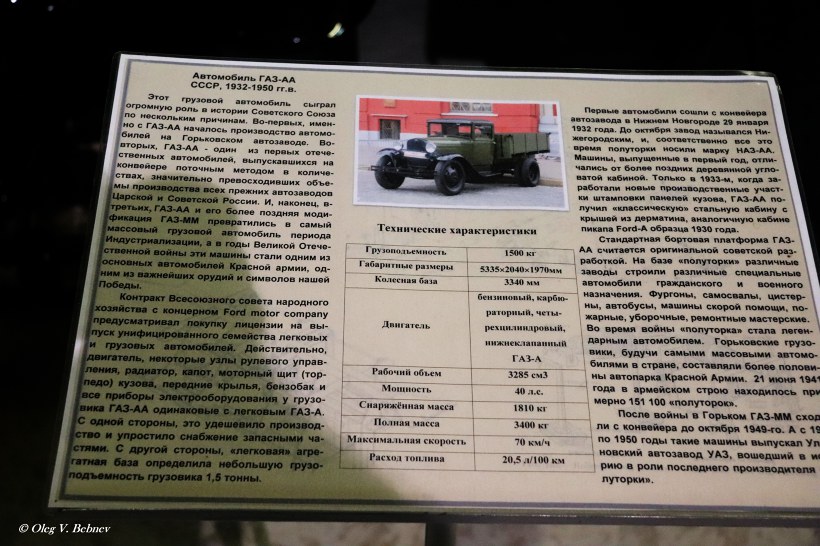 Автомобиль ГАЗ-АА
СССР, 1932-1950 гг.в.
Этот грузовой автомобиль сыграл
огромную роль в истории Советского Союза
по нескольким причинам. Во-первых, имен-
но с ГАЗ-АА началось производство автомо-
билей на Горьковском автозаводе. Во-
вторых, ГАЗ-АА - один из первых отече-
ственных автомобилей, выпускавшихся на
конвейере поточным методом в количе-
ствах, значительно превосходивших объе-
мы производства всех прежних автозаводов
Царской и Советской России. И, наконец, в-
третьих, ГАЗ-АА и его более поздняя моди-
фикация ГАЗ-ММ превратились в самый
массовый грузовой автомобиль периода
Индустриализации, а в годы Великой Отече-
ственной войны эти машины стали одним из
основных автомобилей Красной армии, од-
ним из важнейших орудий и символов нашей
Победы.
Контракт Всесоюзного совета народного
хозяйства с концерном Ford motor company
предусматривал покупку лицензии на вы-
пуск унифицированного семейства легковых
и грузовых автомобилей. Действительно,
двигатель, некоторые узлы рулевого управ-
ления, радиатор, капот, моторный щит (тор-
педо) кузова, передние крылья, бензобак и
все приборы электрооборудования у грузо-
вика ГАЗ-АА одинаковые с легковым ГАЗ-А.
С одной стороны, это удешевило производ-
ство и упростило снабжение запасными ча-
стями. С другой стороны, «легковая» агре-
гатная база определила небольшую грузо-
подъемность грузовика 1,5 тонны.
Технические характеристики
Грузоподъемность 1500 кг
Габаритные размеры 5335×2040×1970мм
Колесная база 3340 мм
Двигатель бензиновый, карбю-
раторный, четы-
рехцилиндровый,
нижнеклапанный
ГАЗ-А
Рабочий объем 3285 см3
Мощность 40 л.с.
Снаряжённая масса 1810 кг
Полная масса 3400 кг
Максимальная скорость 70 км/ч
Расход топлива 20,5 л/100 км
Первые автомобили сошли с конвейера
автозавода в Нижнем Новгороде 29 января
1932 года. До октября завод назывался Ни-
жегородским, и, соответственно все это
время полуторки носили марку НАЗ-АА.
Машины, выпущенные в первый год, отли-
чались от более поздних деревянной угло-
ватой кабиной. Только в 1933-м, когда за-
работали новые производственные участ-
ки штамповки панелей кузова, ГАЗ-АА по-
лучил «классическую» стальную кабину с
крышей из дерматина, аналогичную кабине
пикапа Ford-A образца 1930 года.
Стандартная бортовая платформа ГАЗ-
АА считается оригинальной советской раз-
работкой. На базе «полуторки» различные
заводы строили различные специальные
автомобили гражданского и военного
назначения. Фургоны, самосвалы, цистер-
ны, автобусы, машины скорой помощи, по-
жарные, уборочные, ремонтные мастерские.
Во время войны «полуторка» стала леген-
дарным автомобилем. Горьковские грузо-
вики, будучи самыми массовыми автомо-
билями в стране, составляли более полови-
ны автопарка Красной Армии. 21 июня 1941
года в армейском строю находилось при-
мерно 151 100 «полуторок».
После войны в Горьком ГАЗ-ММ сход
ли с конвейера до октября 1949-го. А с 19
по 1950 годы такие машины выпускал Ул
новский автозавод УАЗ, вошедший в ис
рию в роли последнего производителя
луторки».
© Oleg V. Bebnev